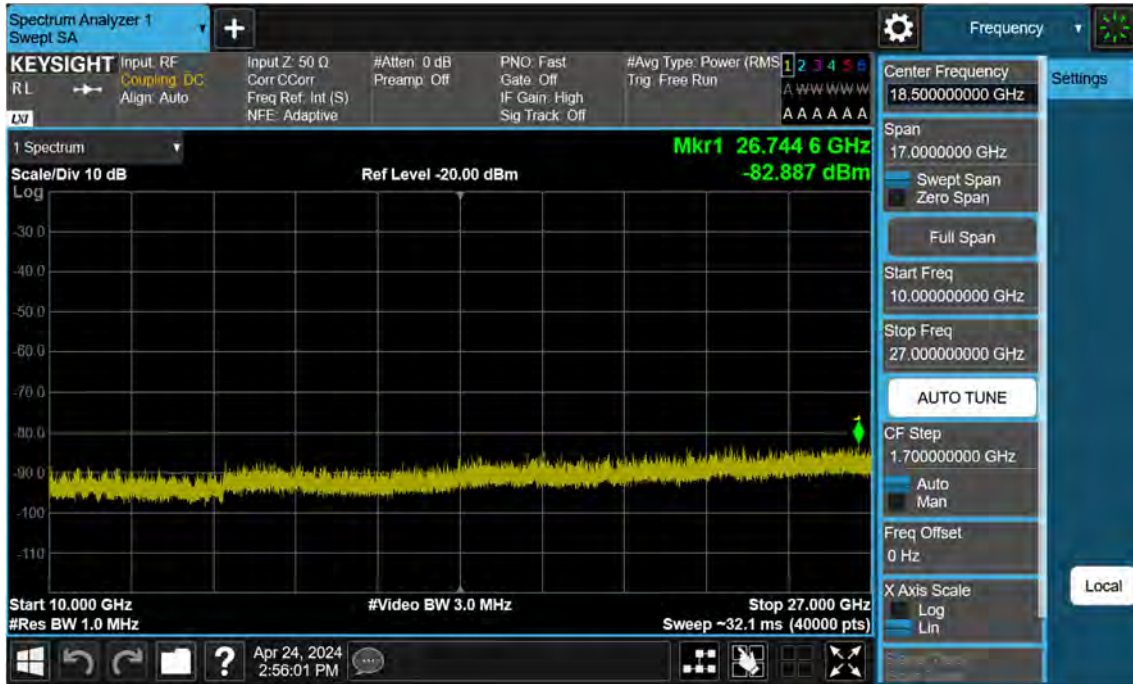 Spectrum Analyzer 1
Swept SA
Frequency
KEYSIGHT
RL
LXI
Input: RF
Coupling: DC
Align: Auto
Input Z: 50 Ω
Corr CCorr
Freq Ref: Int (S)
NFE: Adaptive
#Atten: 0 dB
Preamp: Off
PNO: Fast
Gate: Off
IF Gain: High
Sig Track: Off
#Avg Type: Power (RMS
Trig: Free Run
1 2 3 4 5 6
A W W W W W
A A A A A A
1 Spectrum
Scale/Div 10 dB
Log
Ref Level -20.00 dBm
Mkr1 26.744 6 GHz
-82.887 dBm
-30.0
-40.0
-50.0
-60.0
-70.0
-80.0
-90.0
-100
-110
1
Start 10.000 GHz
#Res BW 1.0 MHz
#Video BW 3.0 MHz
Stop 27.000 GHz
Sweep ~32.1 ms (40000 pts)
Apr 24, 2024
2:56:01 PM
Center Frequency
18.500000000 GHz
Span
17.0000000 GHz
Swept Span
Zero Span
Full Span
Start Freq
10.000000000 GHz
Stop Freq
27.000000000 GHz
AUTO TUNE
CF Step
1.700000000 GHz
Auto
Man
Freq Offset
0 Hz
X Axis Scale
Log
Lin
Settings
Local